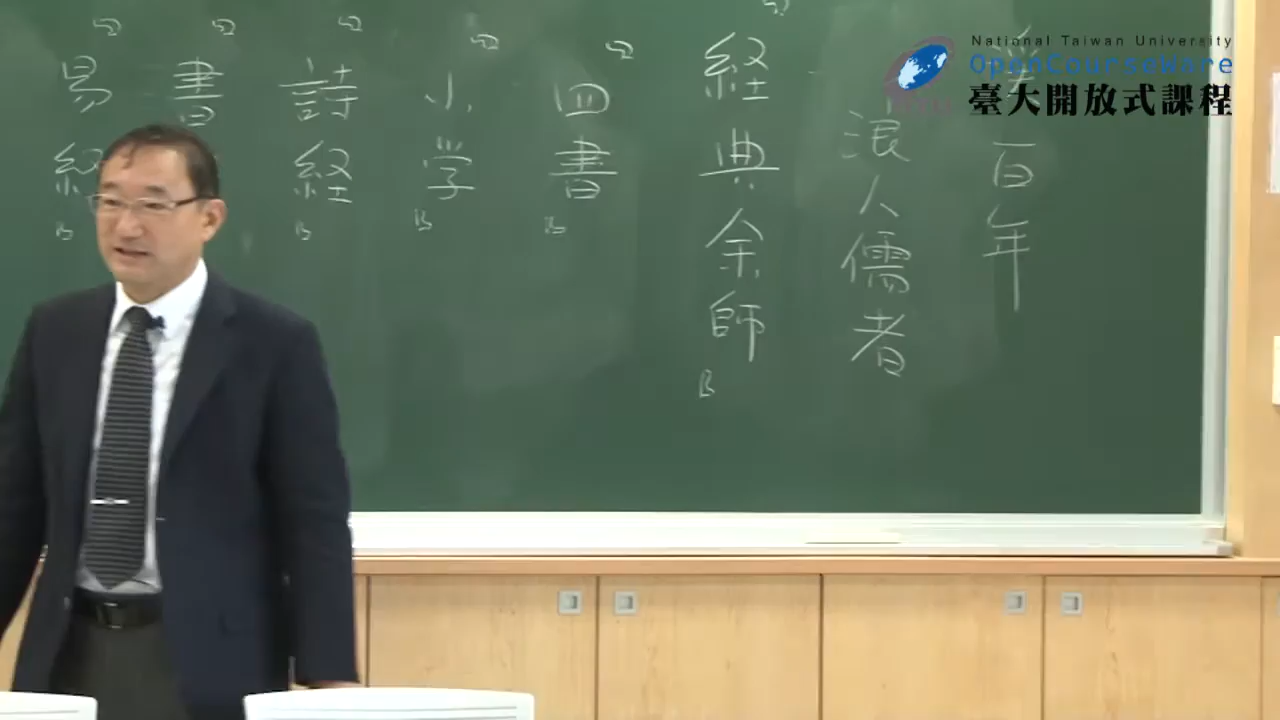 National Taiwan University
OpenCourseWare
臺大開放式課程
百年
浪人儒者
『経典余師』
『四書』
『小学』
『詩経』
『書
『易経』